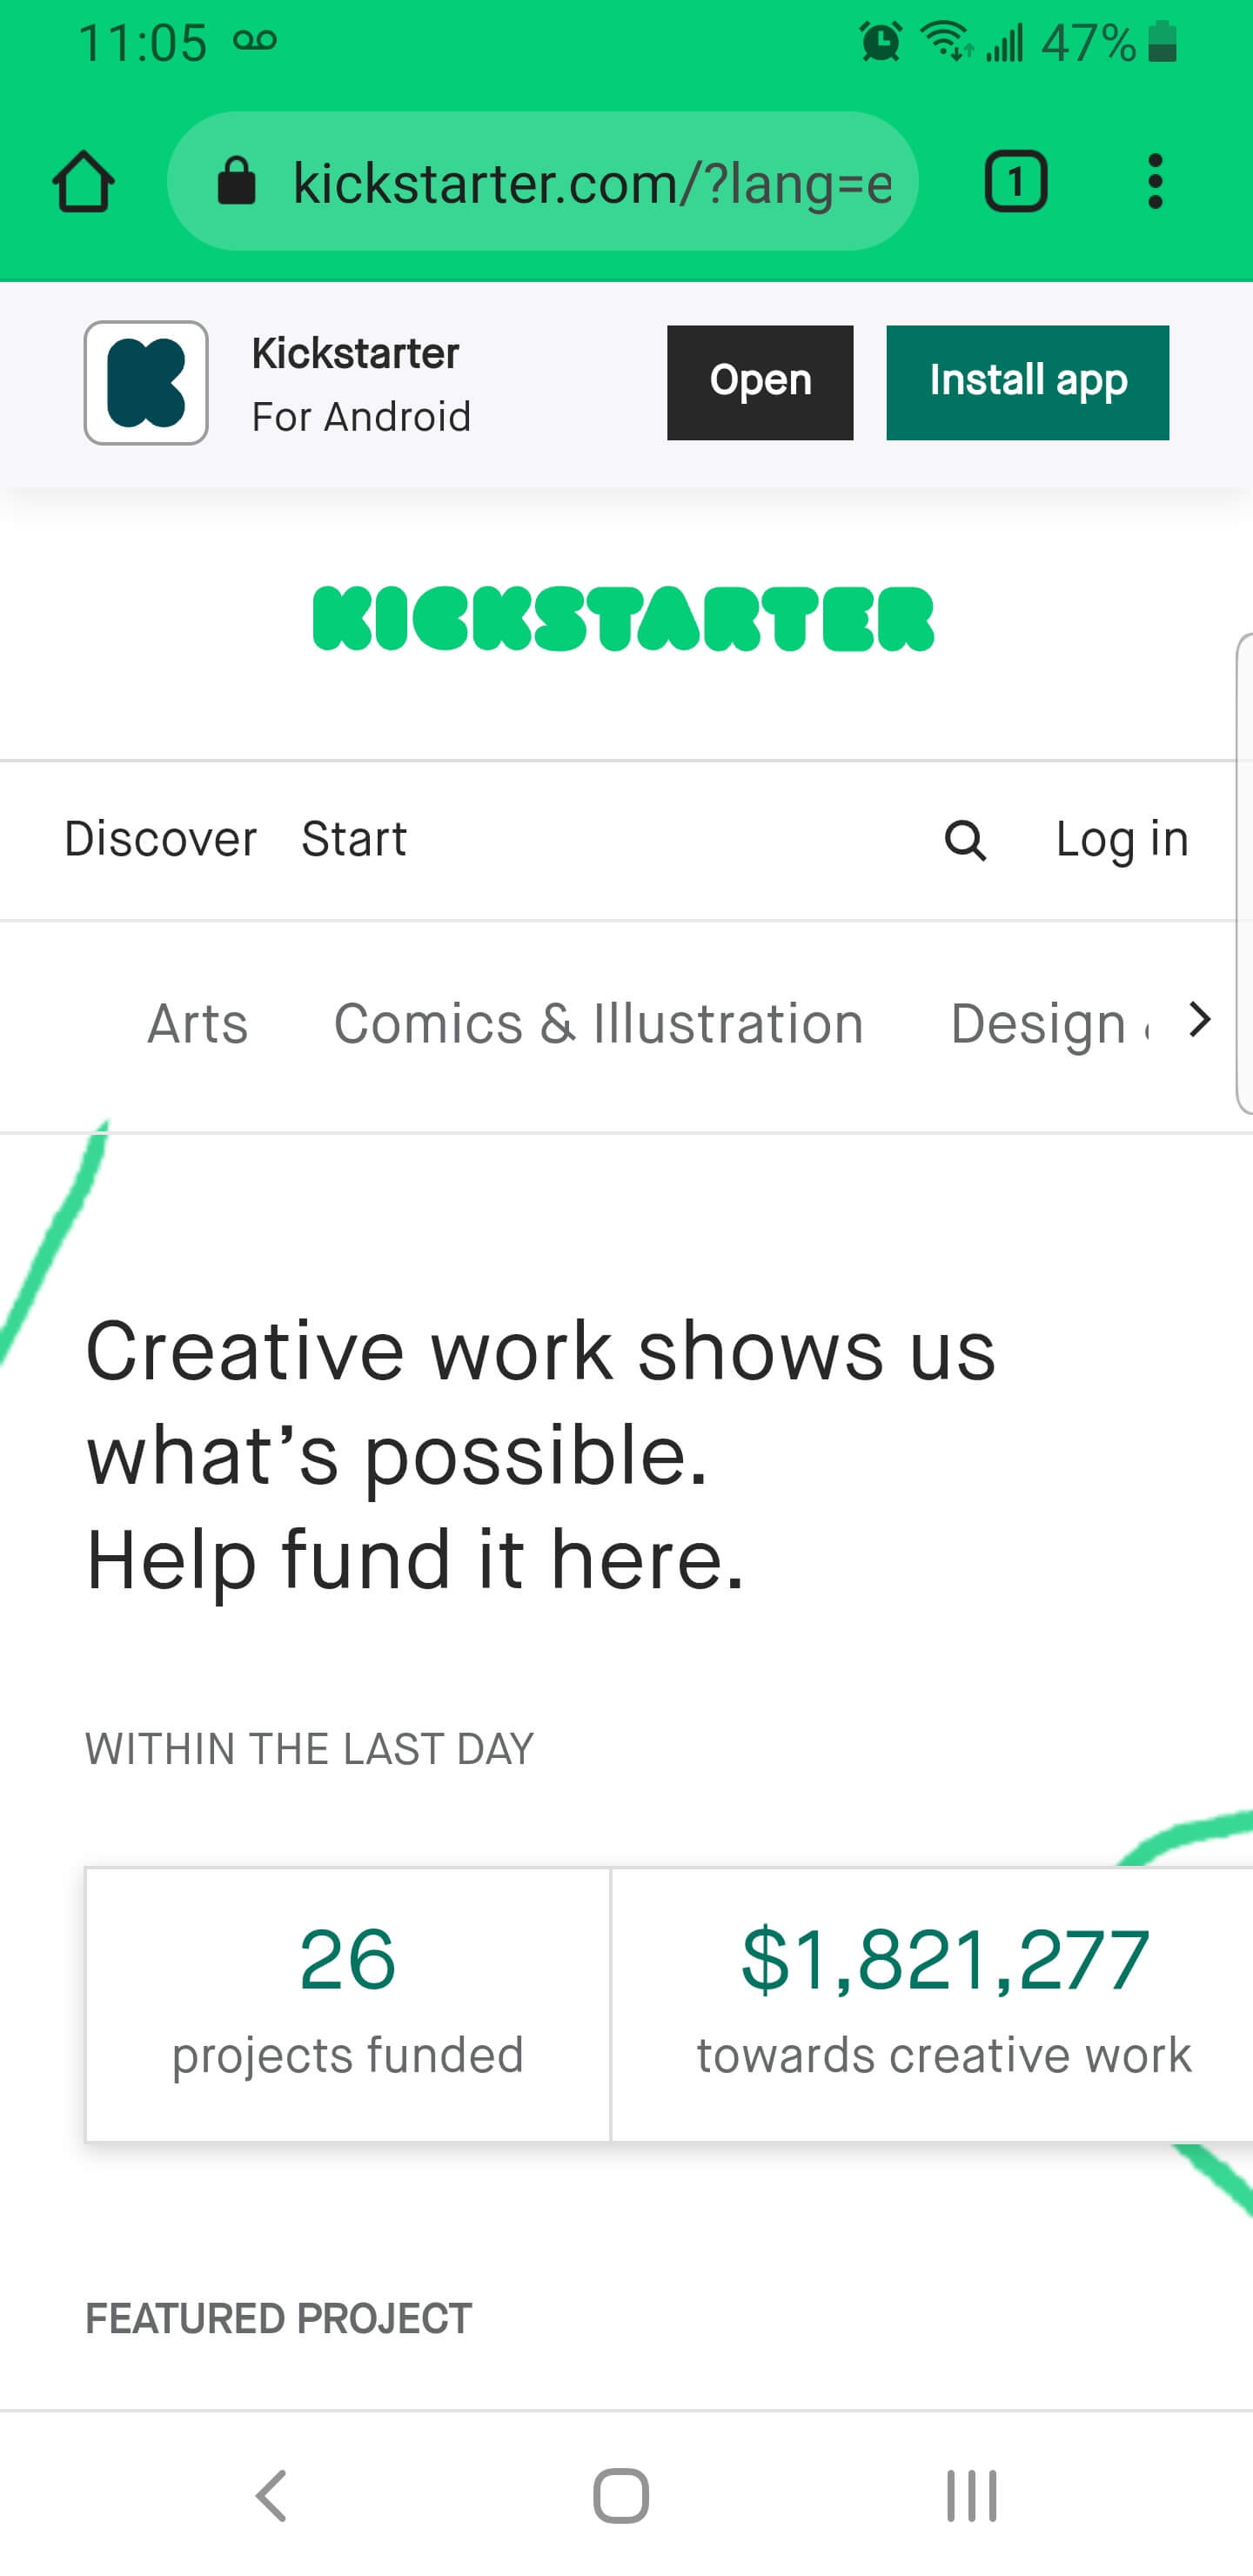 11:05 47%
kickstarter.com/?lang=e
1
Kickstarter
For Android
Open
Install app
KICKSTARTER
Discover Start Log in
Arts Comics & Illustration Design
Creative work shows us
what’s possible.
Help fund it here.
WITHIN THE LAST DAY
26
projects funded
$1,821,277
towards creative work
FEATURED PROJECT